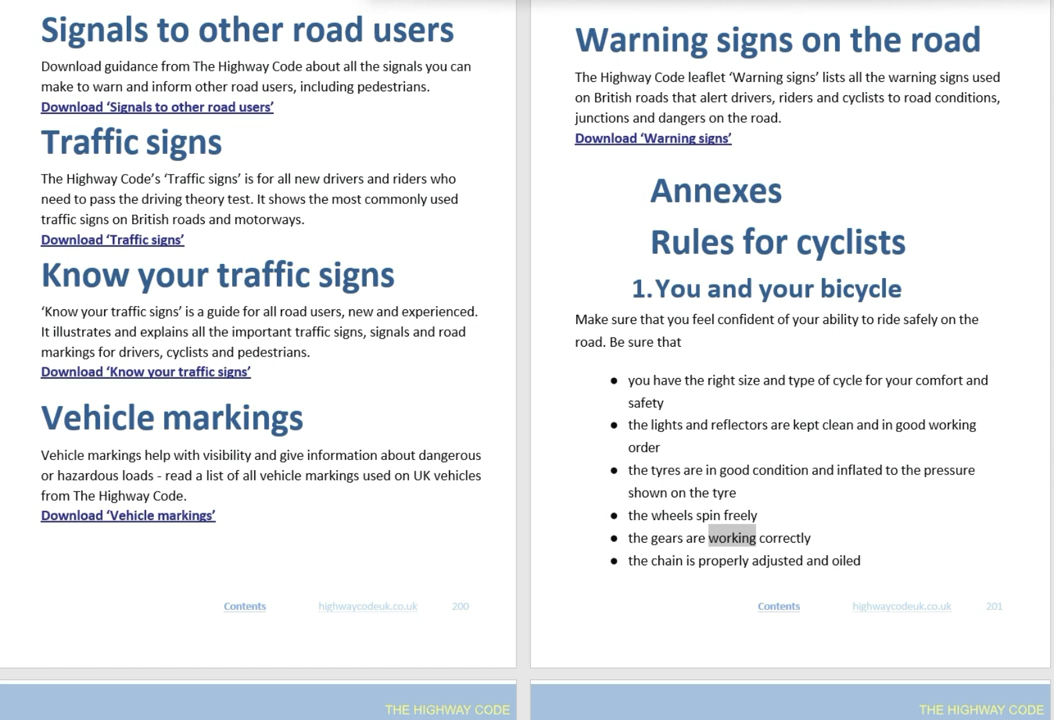 Signals to other road users
Download guidance from The Highway Code about all the signals you can
make to warn and inform other road users, including pedestrians.
Download ‘Signals to other road users’
Traffic signs
The Highway Code’s ‘Traffic signs’ is for all new drivers and riders who
need to pass the driving theory test. It shows the most commonly used
traffic signs on British roads and motorways.
Download ‘Traffic signs’
Know your traffic signs
‘Know your traffic signs’ is a guide for all road users, new and experienced.
It illustrates and explains all the important traffic signs, signals and road
markings for drivers, cyclists and pedestrians.
Download ‘Know your traffic signs’
Vehicle markings
Vehicle markings help with visibility and give information about dangerous
or hazardous loads - read a list of all vehicle markings used on UK vehicles
from The Highway Code.
Download ‘Vehicle markings’
Contents highwaycodeuk.co.uk 200
THE HIGHWAY CODE
Warning signs on the road
The Highway Code leaflet ‘Warning signs’ lists all the warning signs used
on British roads that alert drivers, riders and cyclists to road conditions,
junctions and dangers on the road.
Download ‘Warning signs’
Annexes
Rules for cyclists
1. You and your bicycle
Make sure that you feel confident of your ability to ride safely on the
road. Be sure that
● you have the right size and type of cycle for your comfort and
safety
● the lights and reflectors are kept clean and in good working
order
● the tyres are in good condition and inflated to the pressure
shown on the tyre
● the wheels spin freely
● the gears are working correctly
● the chain is properly adjusted and oiled
Contents highwaycodeuk.co.uk 201
THE HIGHWAY CODE